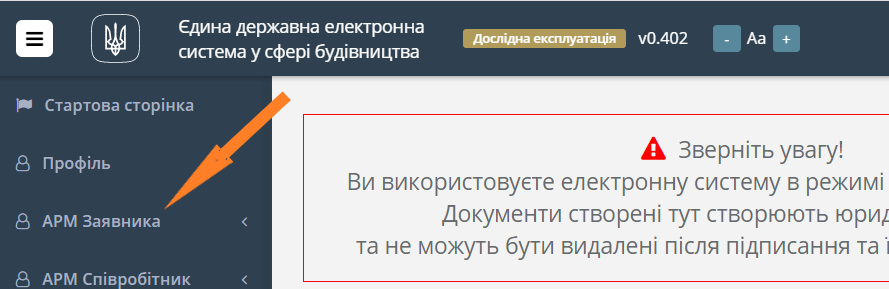 Єдина державна електронна
система у сфері будівництва
Дослідна експлуатація v0.402 - Aa +
Стартова сторінка
Профіль
АРМ Заявника
АРМ Співробітник
Зверніть увагу!
Ви використовуєте електронну систему в режимі
Документи створені тут створюють
та не можуть бути видалені після підписання та